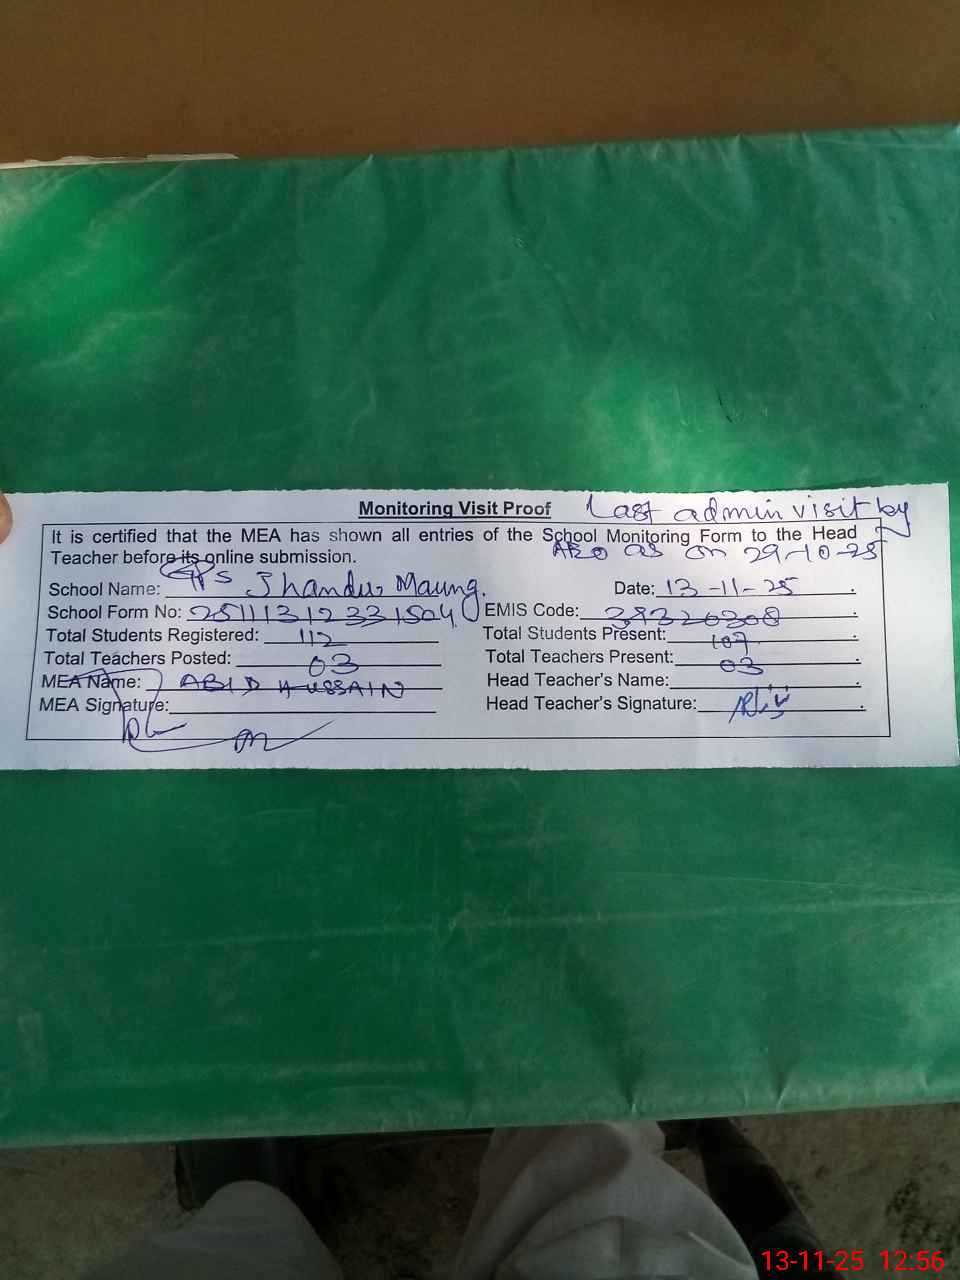 Monitoring Visit Proof Last admin visit by
It is certified that the MEA has shown all entries of the School Monitoring Form to the Head
Teacher before its online submission. as on 29-10-25
School Name: GPS Jhandu Maung. Date: 13-11-25
School Form No: EMIS Code: 38320308
Total Students Registered: 112 Total Students Present: 107
Total Teachers Posted: 03 Total Teachers Present: 03
MEA Name: ABID HUSSAIN Head Teacher's Name:
MEA Signature: Head Teacher's Signature:
13-11-25 12:56